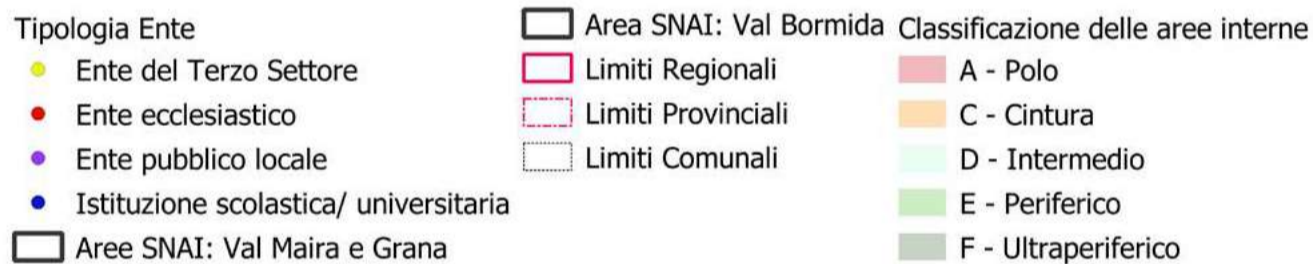 Tipologia Ente
Ente del Terzo Settore
Ente ecclesiastico
Ente pubblico locale
Istituzione scolastica/ universitaria
Aree SNAI: Val Maira e Grana
Area SNAI: Val Bormida
Limiti Regionali
Limiti Provinciali
Limiti Comunali
Classificazione delle aree interne
A - Polo
C - Cintura
D - Intermedio
E - Periferico
F - Ultraperiferico